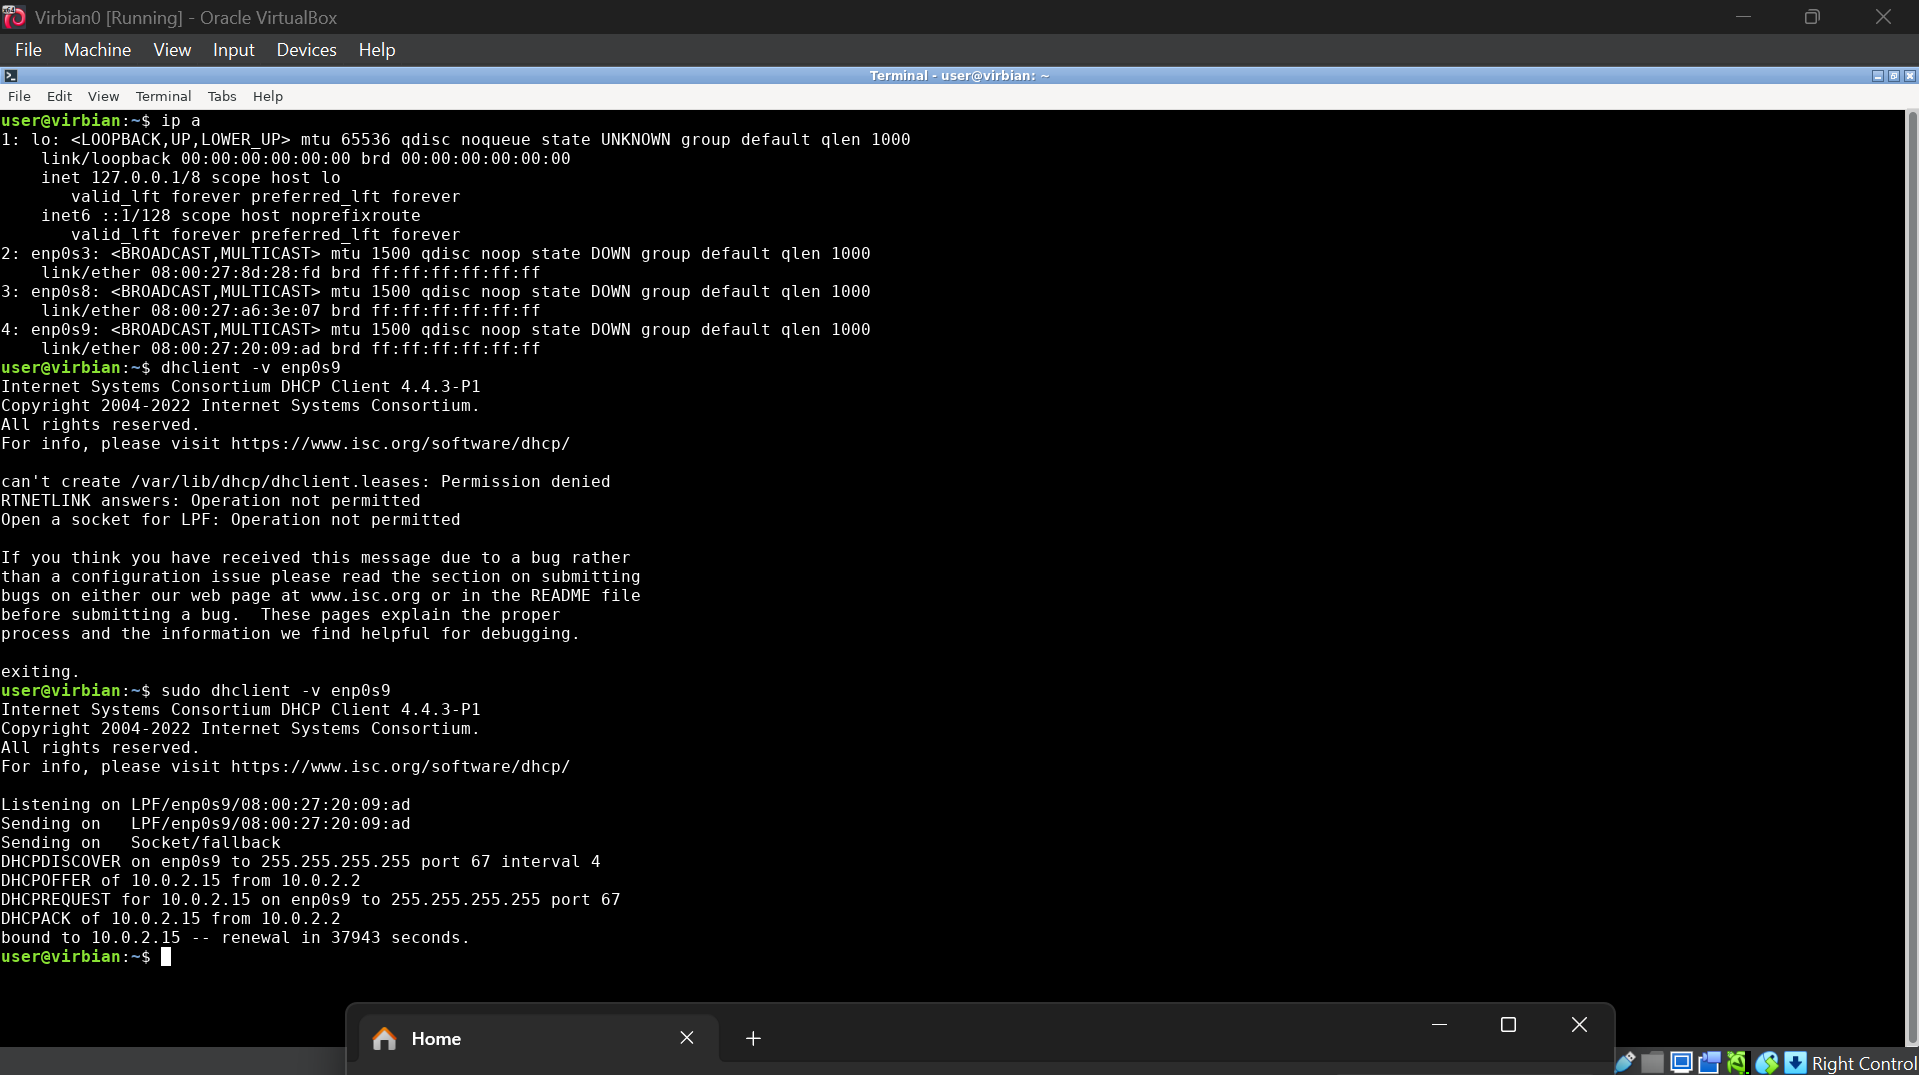 Virbian0 [Running] - Oracle VirtualBox
File Machine View Input Devices Help
Terminal - user@virbian: ~
File Edit View Terminal Tabs Help
user@virbian:~$ ip a
1: lo: <LOOPBACK,UP,LOWER_UP> mtu 65536 qdisc noqueue state UNKNOWN group default qlen 1000
    link/loopback 00:00:00:00:00:00 brd 00:00:00:00:00:00
    inet 127.0.0.1/8 scope host lo
       valid_lft forever preferred_lft forever
    inet6 ::1/128 scope host noprefixroute
       valid_lft forever preferred_lft forever
2: enp0s3: <BROADCAST,MULTICAST> mtu 1500 qdisc noop state DOWN group default qlen 1000
    link/ether 08:00:27:8d:28:fd brd ff:ff:ff:ff:ff:ff
3: enp0s8: <BROADCAST,MULTICAST> mtu 1500 qdisc noop state DOWN group default qlen 1000
    link/ether 08:00:27:a6:3e:07 brd ff:ff:ff:ff:ff:ff
4: enp0s9: <BROADCAST,MULTICAST> mtu 1500 qdisc noop state DOWN group default qlen 1000
    link/ether 08:00:27:20:09:ad brd ff:ff:ff:ff:ff:ff
user@virbian:~$ dhclient -v enp0s9
Internet Systems Consortium DHCP Client 4.4.3-P1
Copyright 2004-2022 Internet Systems Consortium.
All rights reserved.
For info, please visit https://www.isc.org/software/dhcp/
can't create /var/lib/dhcp/dhclient.leases: Permission denied
RTNETLINK answers: Operation not permitted
Open a socket for LPF: Operation not permitted
If you think you have received this message due to a bug rather
than a configuration issue please read the section on submitting
bugs on either our web page at www.isc.org or in the README file
before submitting a bug.  These pages explain the proper
process and the information we find helpful for debugging.
exiting.
user@virbian:~$ sudo dhclient -v enp0s9
Internet Systems Consortium DHCP Client 4.4.3-P1
Copyright 2004-2022 Internet Systems Consortium.
All rights reserved.
For info, please visit https://www.isc.org/software/dhcp/
Listening on LPF/enp0s9/08:00:27:20:09:ad
Sending on   LPF/enp0s9/08:00:27:20:09:ad
Sending on   Socket/fallback
DHCPDISCOVER on enp0s9 to 255.255.255.255 port 67 interval 4
DHCPOFFER of 10.0.2.15 from 10.0.2.2
DHCPREQUEST for 10.0.2.15 on enp0s9 to 255.255.255.255 port 67
DHCPACK of 10.0.2.15 from 10.0.2.2
bound to 10.0.2.15 -- renewal in 37943 seconds.
user@virbian:~$
Home
Right Control